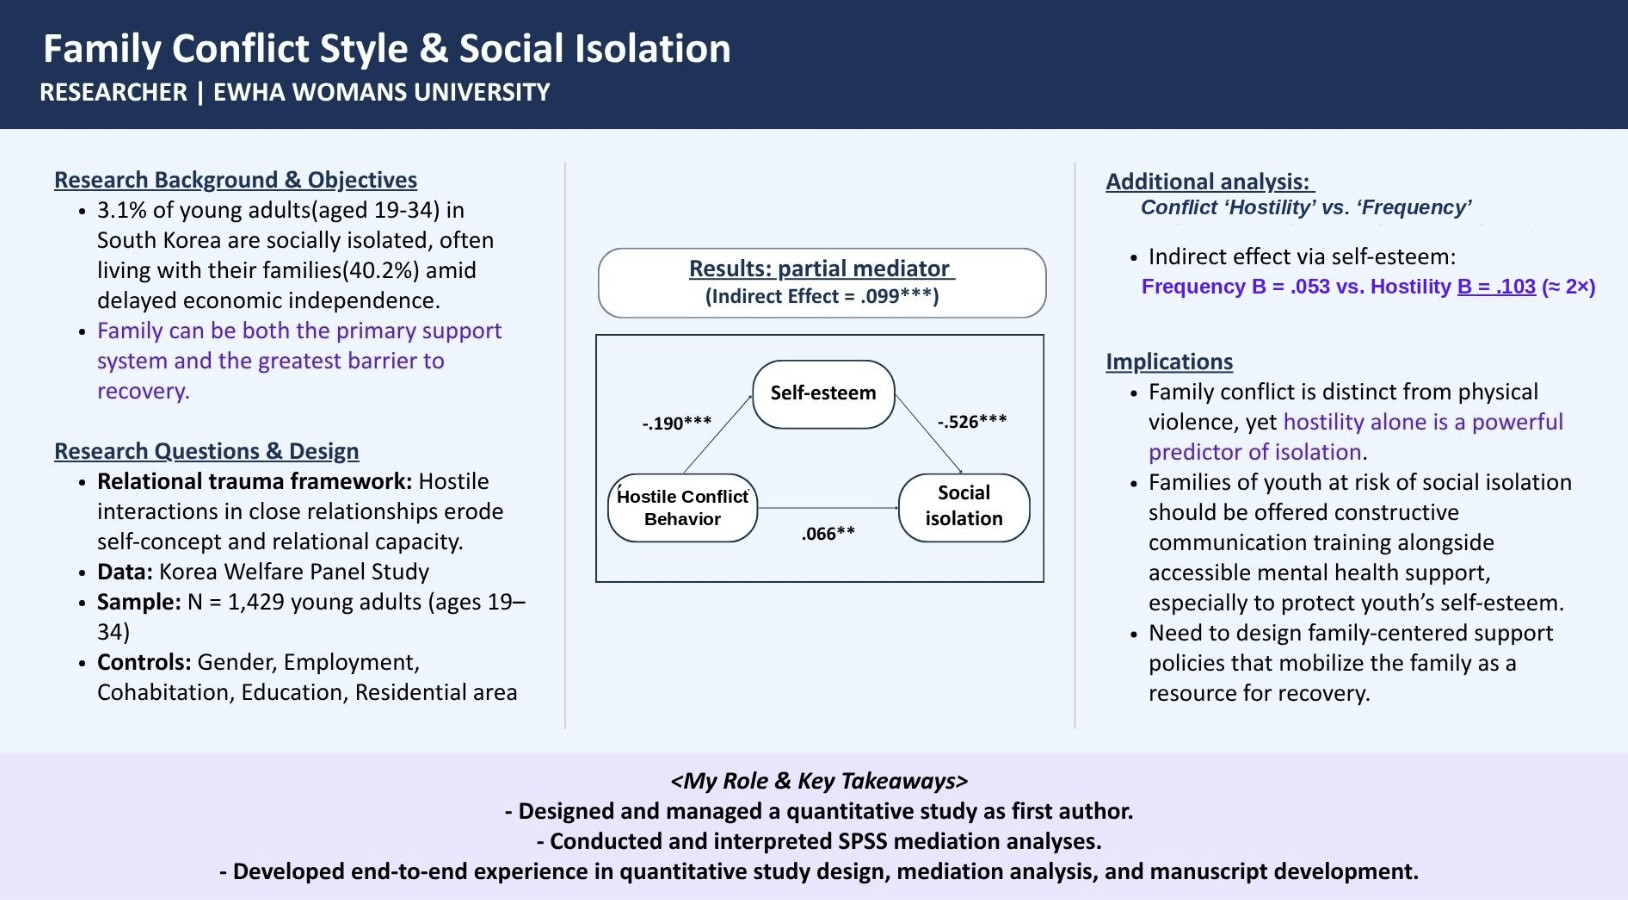 Family Conflict Style & Social Isolation
RESEARCHER | EWHA WOMANS UNIVERSITY
Research Background & Objectives
• 3.1% of young adults(aged 19-34) in
South Korea are socially isolated, often
living with their families(40.2%) amid
delayed economic independence.
• Family can be both the primary support
system and the greatest barrier to
recovery.
Research Questions & Design
• Relational trauma framework: Hostile
interactions in close relationships erode
self-concept and relational capacity.
• Data: Korea Welfare Panel Study
• Sample: N = 1,429 young adults (ages 19–
34)
• Controls: Gender, Employment,
Cohabitation, Education, Residential area
Results: partial mediator
(Indirect Effect = .099***)
Self-esteem
-.190***
-.526***
Hostile Conflict
Behavior
Social
isolation
.066**
Additional analysis:
Conflict ‘Hostility’ vs. ‘Frequency’
• Indirect effect via self-esteem:
Frequency B = .053 vs. Hostility B = .103 (≈ 2×)
Implications
• Family conflict is distinct from physical
violence, yet hostility alone is a powerful
predictor of isolation.
• Families of youth at risk of social isolation
should be offered constructive
communication training alongside
accessible mental health support,
especially to protect youth’s self-esteem.
• Need to design family-centered support
policies that mobilize the family as a
resource for recovery.
<My Role & Key Takeaways>
- Designed and managed a quantitative study as first author.
- Conducted and interpreted SPSS mediation analyses.
- Developed end-to-end experience in quantitative study design, mediation analysis, and manuscript development.